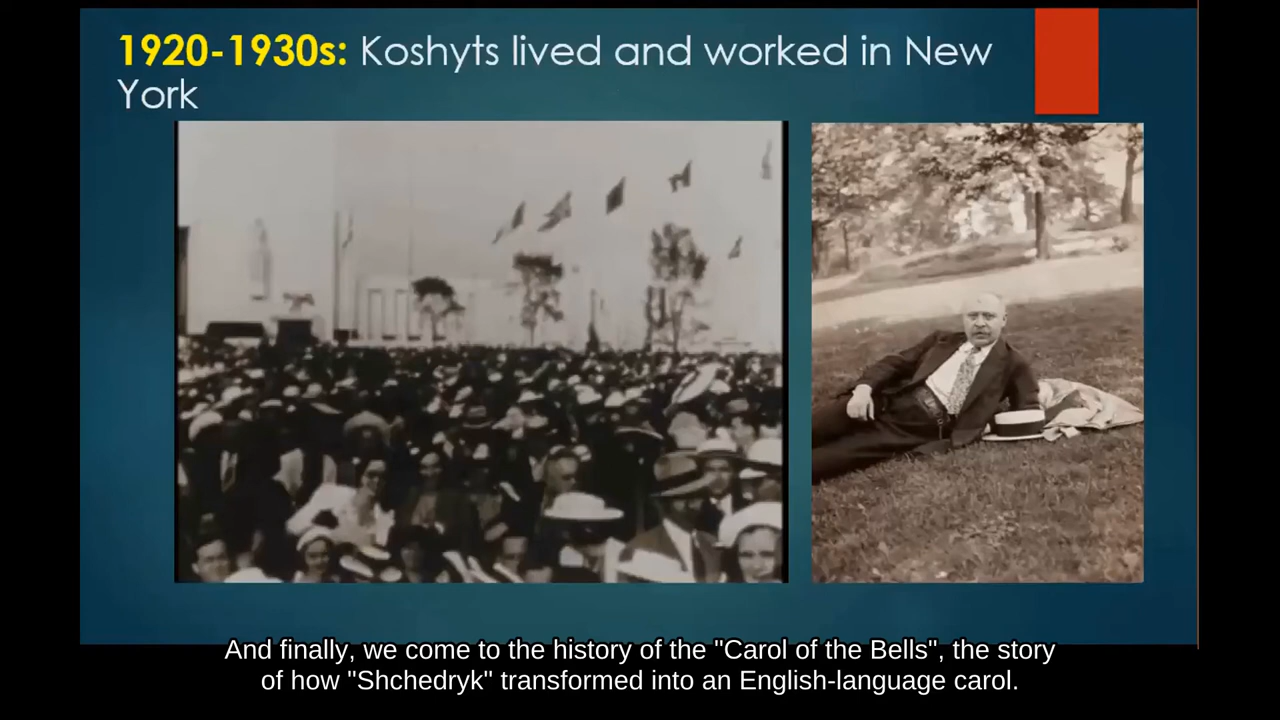 1920-1930s: Koshyts lived and worked in New
York
And finally, we come to the history of the "Carol of the Bells", the story
of how "Shchedryk" transformed into an English-language carol.